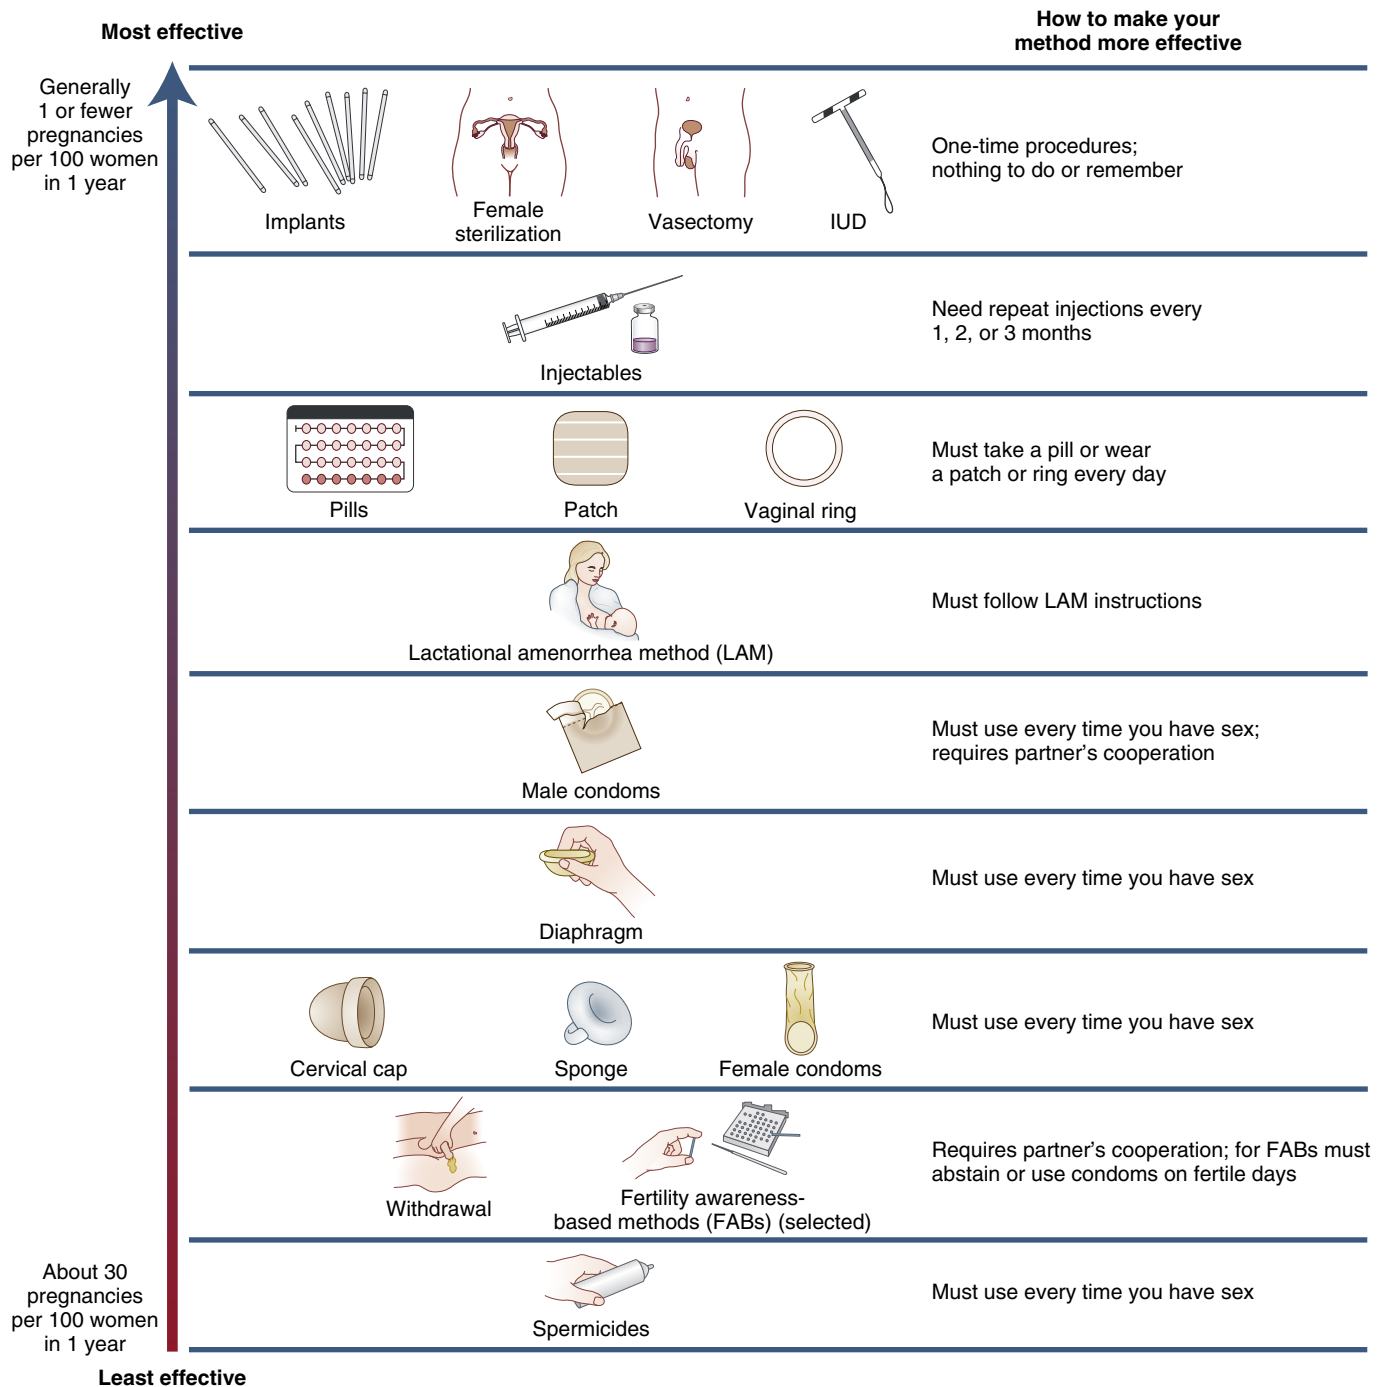 Most effective
How to make your
method more effective
Generally
1 or fewer
pregnancies
per 100 women
in 1 year
Implants
Female
sterilization
Vasectomy
IUD
One-time procedures;
nothing to do or remember
Injectables
Need repeat injections every
1, 2, or 3 months
Pills
Patch
Vaginal ring
Must take a pill or wear
a patch or ring every day
Lactational amenorrhea method (LAM)
Must follow LAM instructions
Male condoms
Must use every time you have sex;
requires partner’s cooperation
Diaphragm
Must use every time you have sex
Cervical cap
Sponge
Female condoms
Must use every time you have sex
Withdrawal
Fertility awareness-
based methods (FABs) (selected)
Requires partner’s cooperation; for FABs must
abstain or use condoms on fertile days
About 30
pregnancies
per 100 women
in 1 year
Spermicides
Must use every time you have sex
Least effective